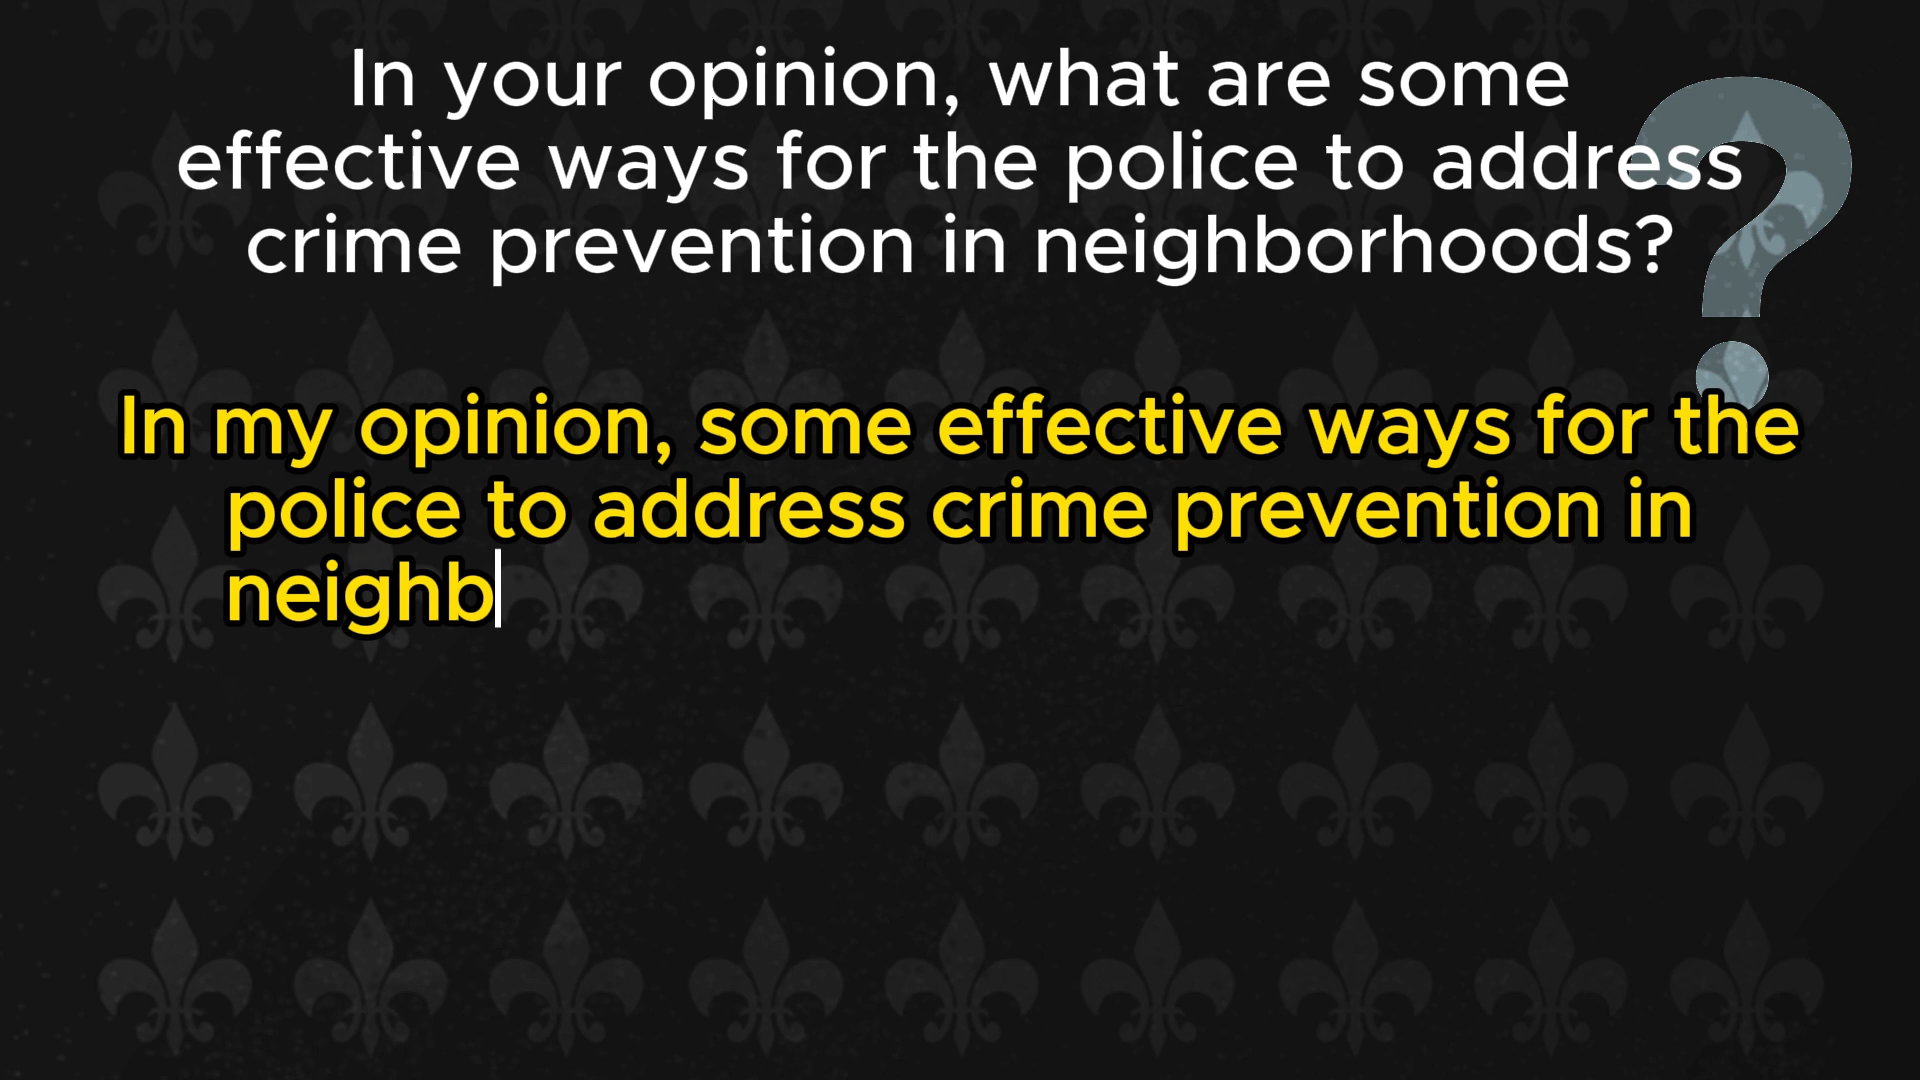 In your opinion, what are some
effective ways for the police to address
crime prevention in neighborhoods?
?
In my opinion, some effective ways for the
police to address crime prevention in
neighb